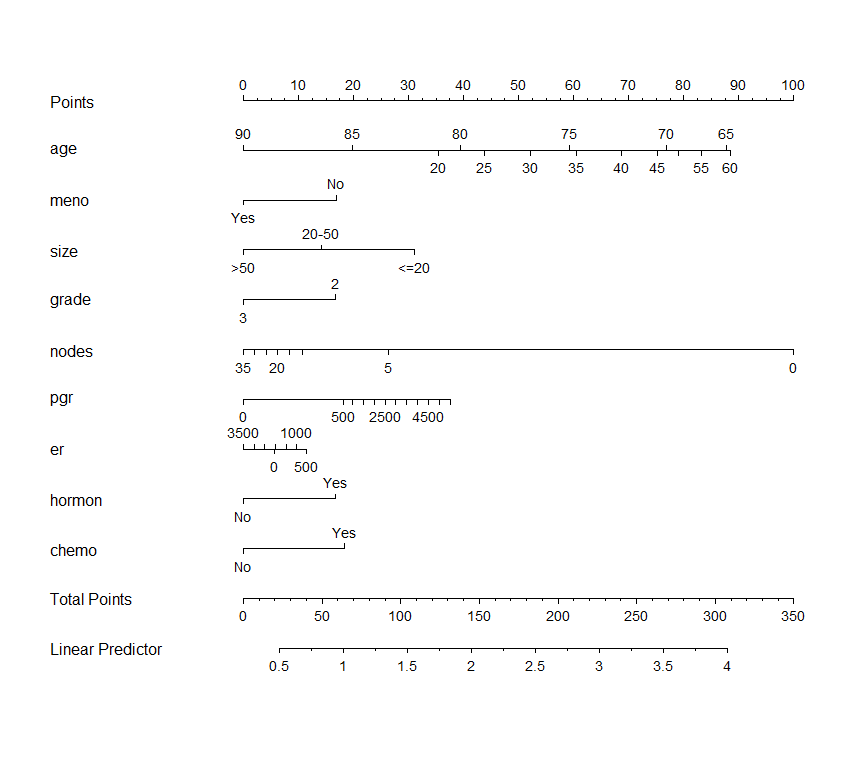 0 10 20 30 40 50 60 70 80 90 100
Points
90 85 80 75 70 65
age
20 25 30 35 40 45 55 60
No
meno
Yes
20-50
size
>50 <=20
2
grade
3
nodes
35 20 5 0
pgr
0 500 2500 4500
3500 1000
er
0 500
Yes
hormon
No
Yes
chemo
No
Total Points
0 50 100 150 200 250 300 350
Linear Predictor
0.5 1 1.5 2 2.5 3 3.5 4